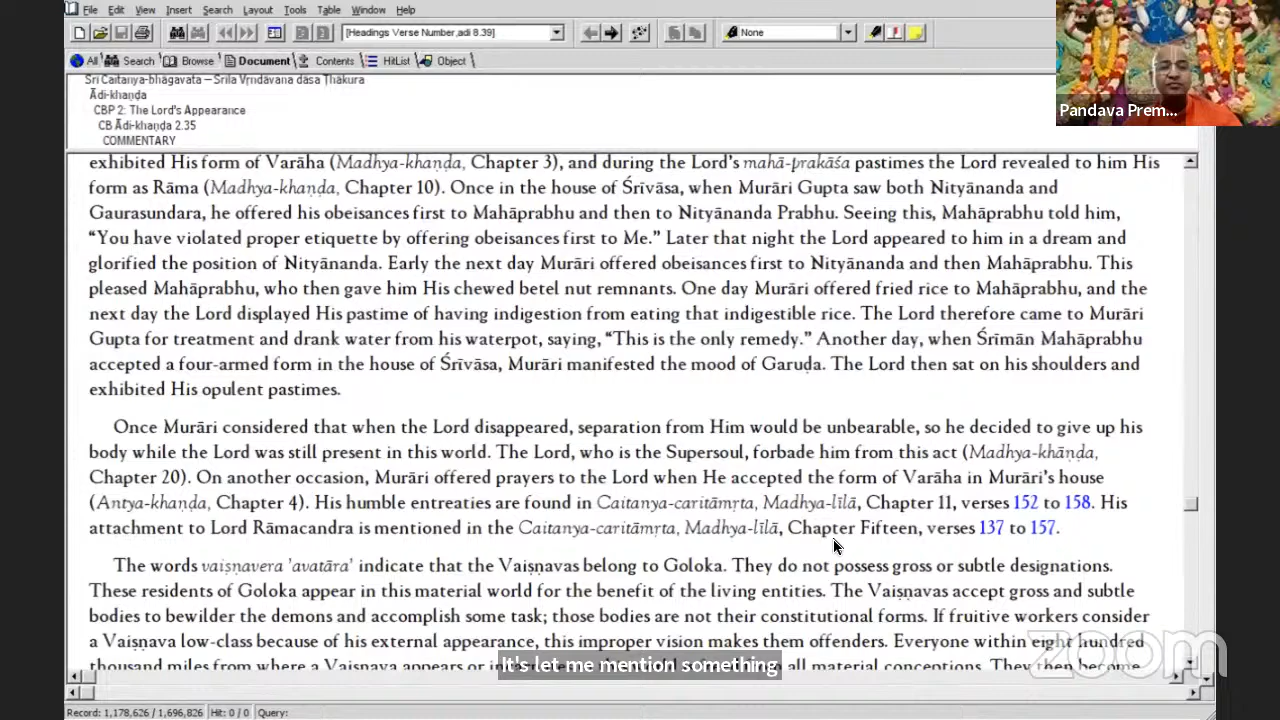 File Edit View Insert Search Layout Tools Table Window Help
[Headings Verse Number,adi 8.39]
None
All Search Browse Document Contents HitList Object
Śrī Caitanya-bhāgavata – Śrīla Vṛndāvana dāsa Ṭhākura
Ādi-khaṇḍa
CBP 2: The Lord's Appearance
CB Ādi-khaṇḍa 2.35
COMMENTARY
Pandava Prem...
exhibited His form of Varāha (Madhya-khaṇḍa, Chapter 3), and during the Lord's mahā-prakāśa pastimes the Lord revealed to him His
form as Rāma (Madhya-khaṇḍa, Chapter 10). Once in the house of Śrīvāsa, when Murāri Gupta saw both Nityānanda and
Gaurasundara, he offered his obeisances first to Mahāprabhu and then to Nityānanda Prabhu. Seeing this, Mahāprabhu told him,
“You have violated proper etiquette by offering obeisances first to Me.” Later that night the Lord appeared to him in a dream and
glorified the position of Nityānanda. Early the next day Murāri offered obeisances first to Nityānanda and then Mahāprabhu. This
pleased Mahāprabhu, who then gave him His chewed betel nut remnants. One day Murāri offered fried rice to Mahāprabhu, and the
next day the Lord displayed His pastime of having indigestion from eating that indigestible rice. The Lord therefore came to Murāri
Gupta for treatment and drank water from his waterpot, saying, “This is the only remedy.” Another day, when Śrīmān Mahāprabhu
accepted a four-armed form in the house of Śrīvāsa, Murāri manifested the mood of Garuḍa. The Lord then sat on his shoulders and
exhibited His opulent pastimes.
Once Murāri considered that when the Lord disappeared, separation from Him would be unbearable, so he decided to give up his
body while the Lord was still present in this world. The Lord, who is the Supersoul, forbade him from this act (Madhya-khāṇḍa,
Chapter 20). On another occasion, Murāri offered prayers to the Lord when He accepted the form of Varāha in Murāri's house
(Antya-khaṇḍa, Chapter 4). His humble entreaties are found in Caitanya-caritāmṛta, Madhya-līlā, Chapter 11, verses 152 to 158. His
attachment to Lord Rāmacandra is mentioned in the Caitanya-caritāmṛta, Madhya-līlā, Chapter Fifteen, verses 137 to 157.
The words vaiṣṇavera 'avatāra' indicate that the Vaiṣṇavas belong to Goloka. They do not possess gross or subtle designations.
These residents of Goloka appear in this material world for the benefit of the living entities. The Vaiṣṇavas accept gross and subtle
bodies to bewilder the demons and accomplish some task; those bodies are not their constitutional forms. If fruitive workers consider
a Vaiṣṇava low-class because of his external appearance, this improper vision makes them offenders. Everyone within eight hundred
thousand miles from where a Vaiṣṇava appears or all material conceptions. They then become
It's let me mention something
zoom
Record: 1,178,626 / 1,696,826 Hit: 0 / 0 Query: